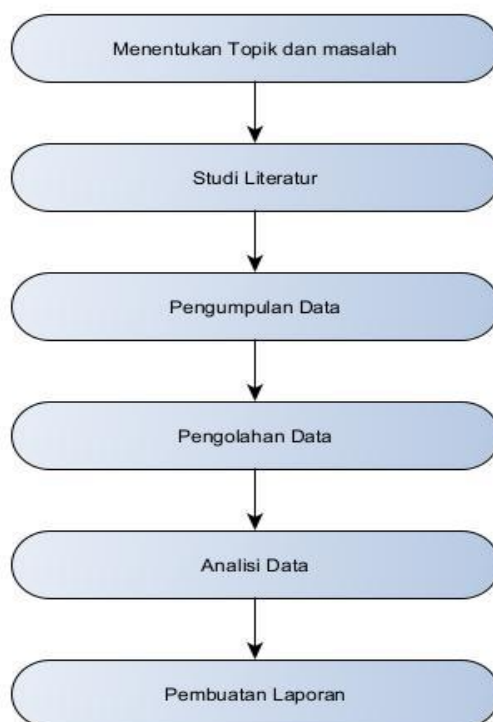 Menentukan Topik dan masalah
Studi Literatur
Pengumpulan Data
Pengolahan Data
Analisi Data
Pembuatan Laporan